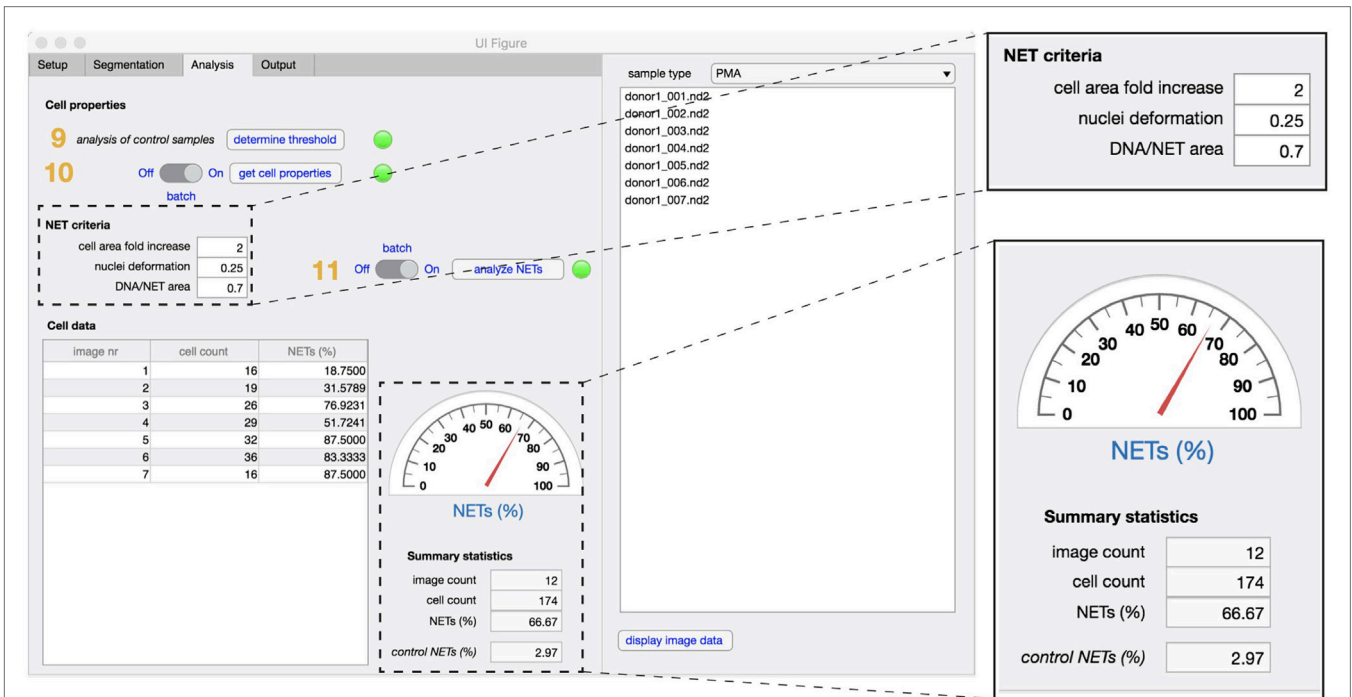 UI Figure
Setup Segmentation Analysis Output
Cell properties
9 analysis of control samples determine threshold
10 Off On get cell properties
batch
NET criteria
cell area fold increase 2
nuclei deformation 0.25
DNA/NET area 0.7
batch
11 Off On analyze NETs
Cell data
image nr cell count NETs (%)
1 16 18.7500
2 19 31.5789
3 26 76.9231
4 29 51.7241
5 32 87.5000
6 36 83.3333
7 16 87.5000
0 10 20 30 40 50 60 70 80 90 100
NETs (%)
Summary statistics
image count 12
cell count 174
NETs (%) 66.67
control NETs (%) 2.97
sample type PMA
donor1_001.nd2
donor1_002.nd2
donor1_003.nd2
donor1_004.nd2
donor1_005.nd2
donor1_006.nd2
donor1_007.nd2
display image data
NET criteria
cell area fold increase 2
nuclei deformation 0.25
DNA/NET area 0.7
0 10 20 30 40 50 60 70 80 90 100
NETs (%)
Summary statistics
image count 12
cell count 174
NETs (%) 66.67
control NETs (%) 2.97